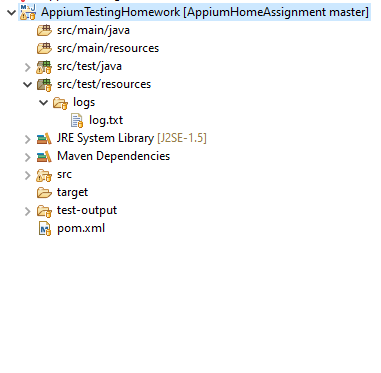 AppiumTestingHomework [AppiumHomeAssignment master]
src/main/java
src/main/resources
src/test/java
src/test/resources
logs
log.txt
JRE System Library [J2SE-1.5]
Maven Dependencies
src
target
test-output
pom.xml